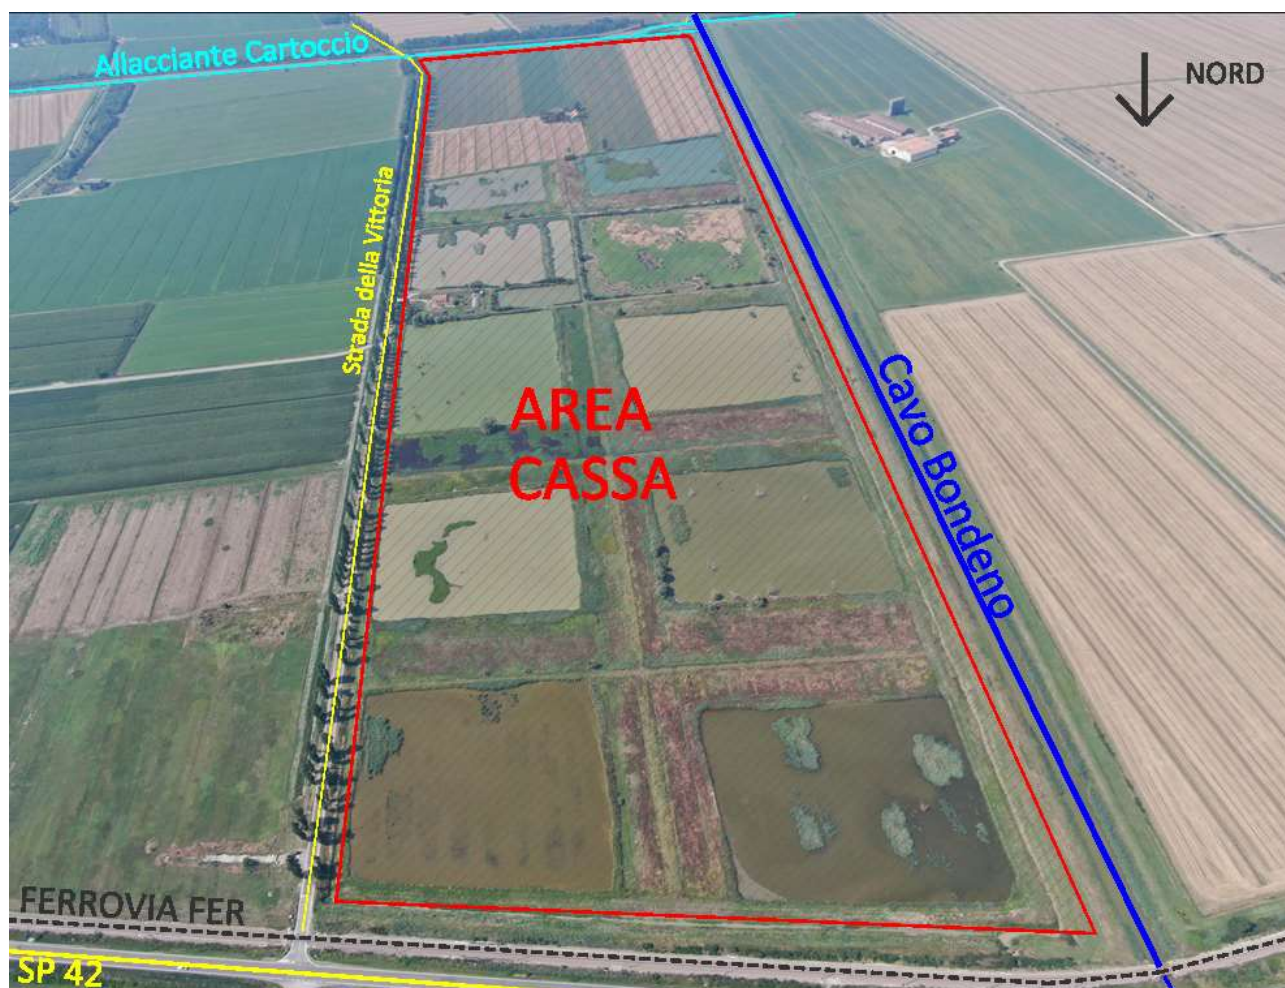 Allacciante Cartoccio
NORD
Strada della Vittoria
AREA
CASSA
Cavo Bondeno
FERROVIA FER
SP 42